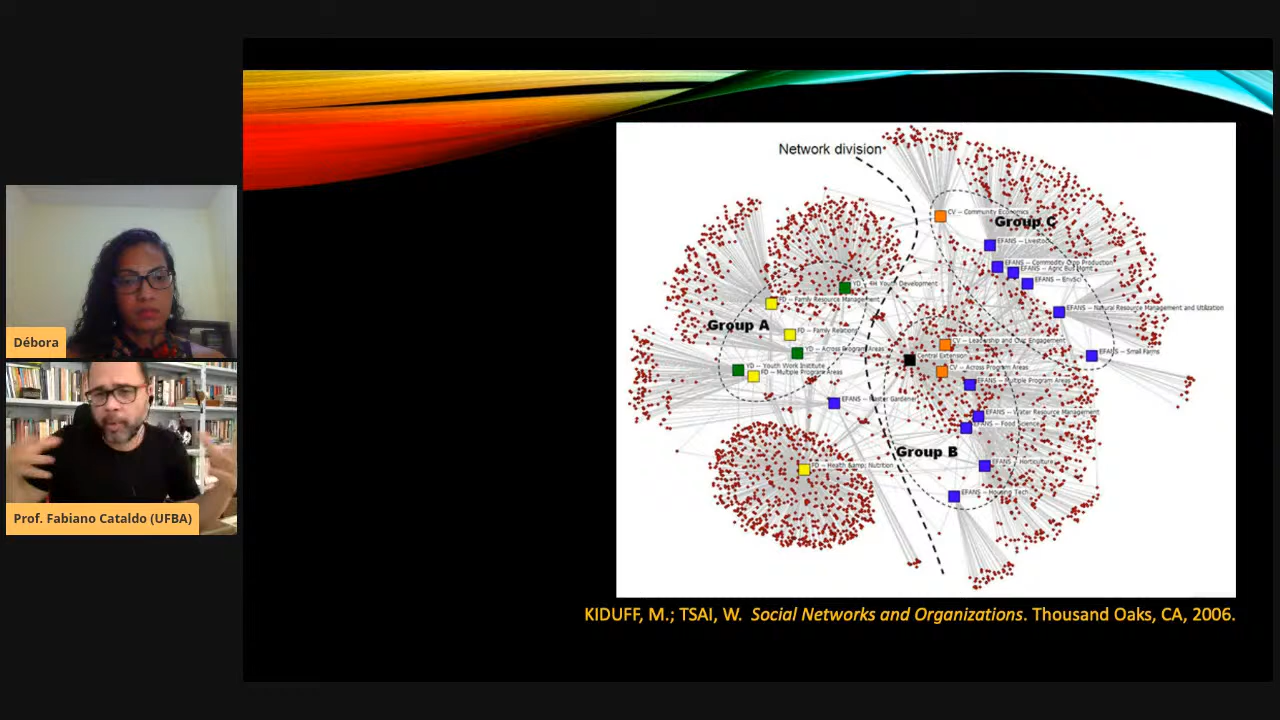 Débora
Prof. Fabiano Cataldo (UFBA)
Network division
CV -- Community Economics
Group C
EFANS -- Livestock
EFANS -- Commodity Crop Production
EFANS -- Agric Bus Mgmt
EFANS -- EnvSci
YD -- 4H Youth Development
FD -- Family Resource Management
EFANS -- Natural Resource Management and Utilization
Group A
FD -- Family Relations
CV -- Leadership and Civic Engagement
YD -- Across Program Areas
EFANS -- Small Farms
Central Extension
YD -- Youth Work Institute
CV -- Across Program Areas
FD -- Multiple Program Areas
EFANS -- Multiple Program Areas
EFANS -- Master Gardener
EFANS -- Water Resource Management
EFANS -- Food Science
Group B
FD -- Health &amp; Nutrition
EFANS -- Horticulture
EFANS -- Housing Tech
KIDUFF, M.; TSAI, W. Social Networks and Organizations. Thousand Oaks, CA, 2006.